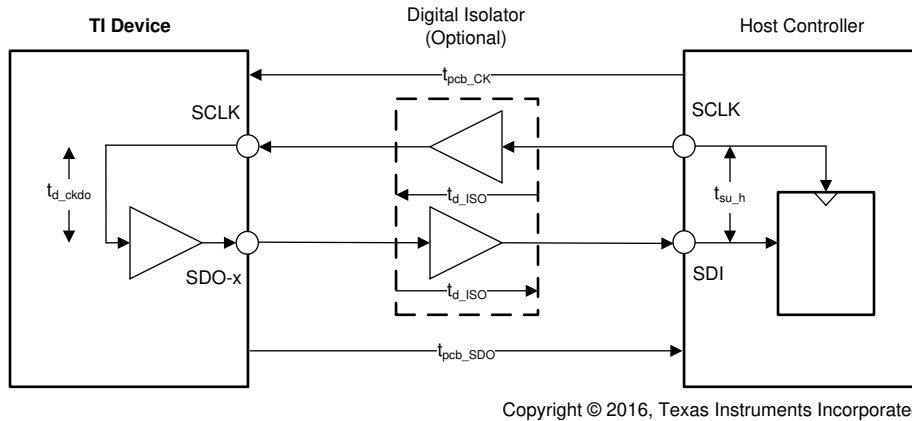 TI Device
Digital Isolator
(Optional)
Host Controller
tpcb_CK
SCLK
SCLK
td_ckdo
td_ISO
tsu_h
SDO-x
SDI
td_ISO
tpcb_SDO
Copyright © 2016, Texas Instruments Incorporate